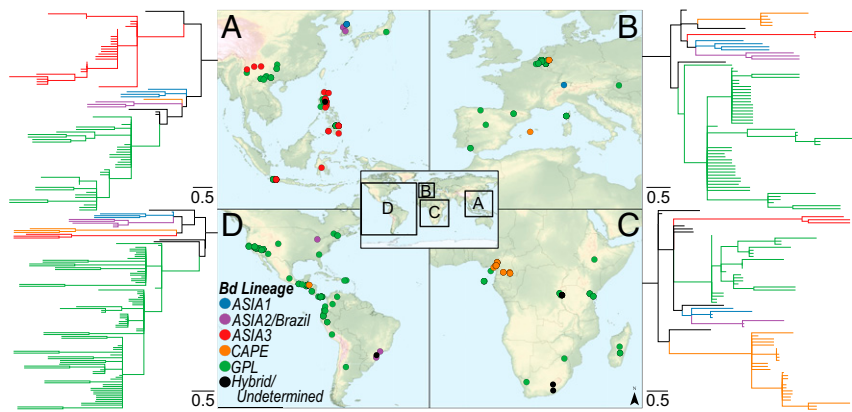 A
B
0.5
0.5
D
B
C
A
D
C
Bd Lineage
ASIA1
ASIA2/Brazil
ASIA3
CAPE
GPL
Hybrid/
Undetermined
N
0.5
0.5